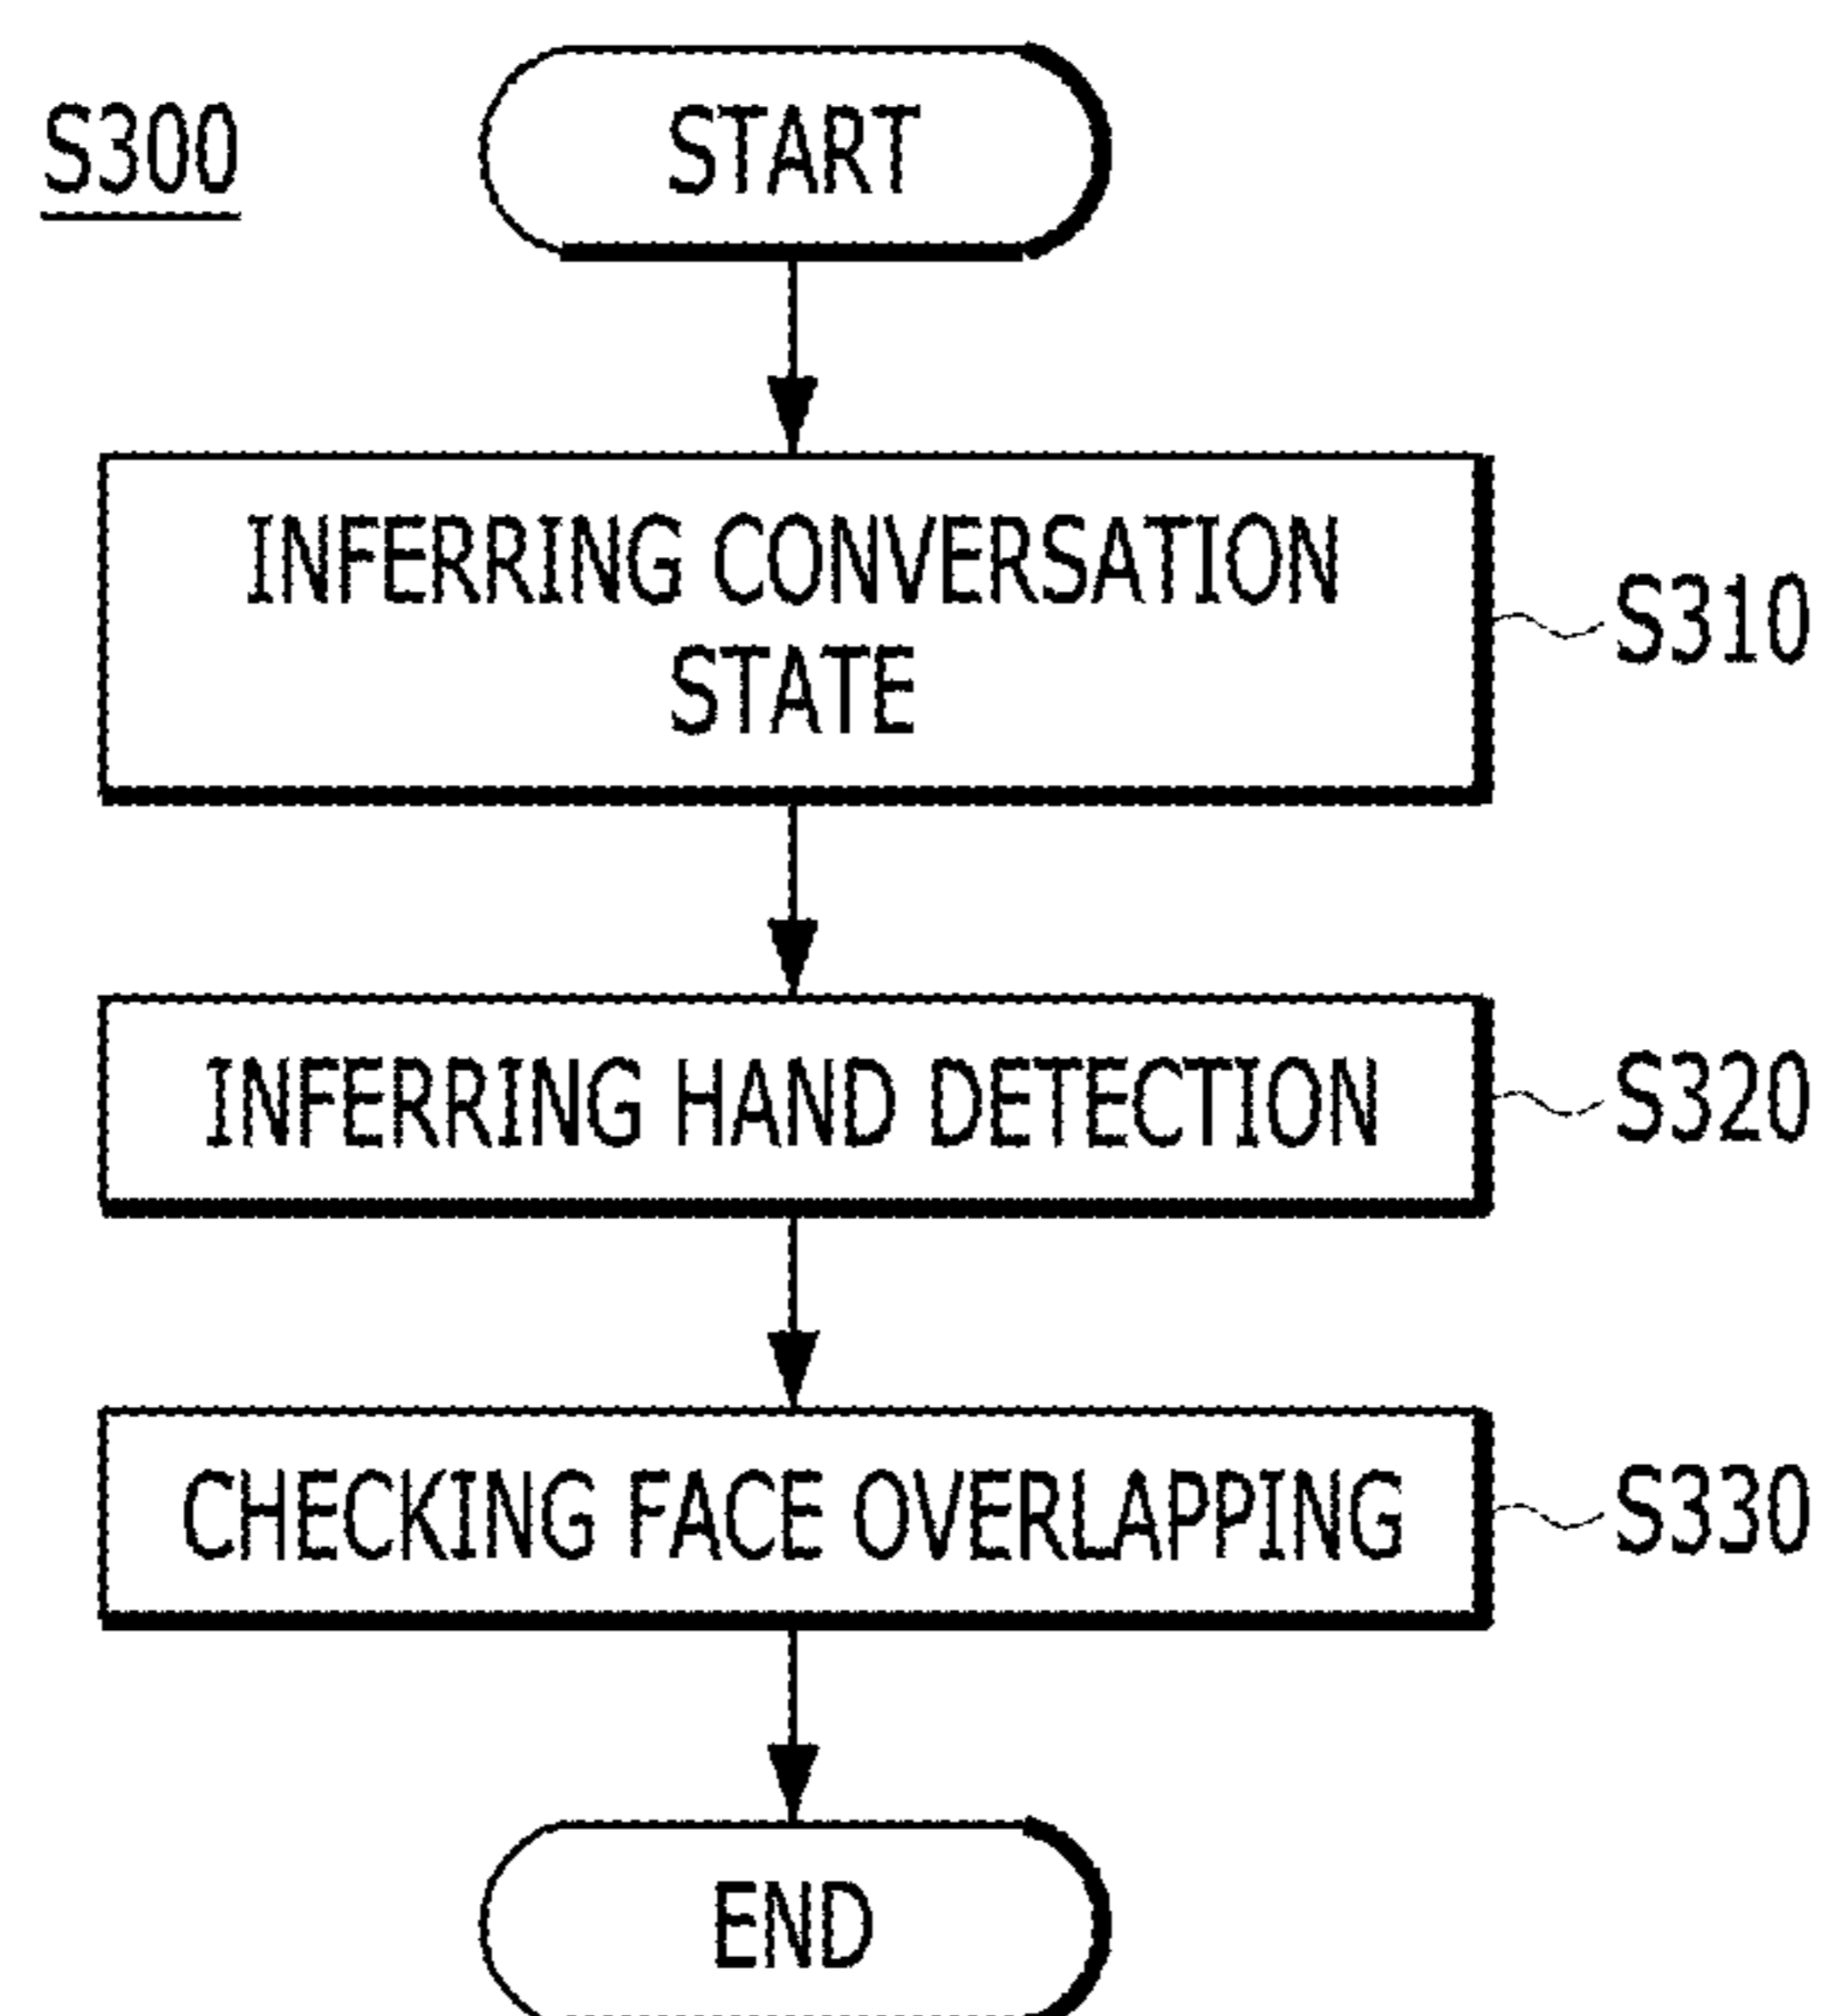 S300
START
INFERRING CONVERSATION
STATE
S310
INFERRING HAND DETECTION
S320
CHECKING FACE OVERLAPPING
S330
END